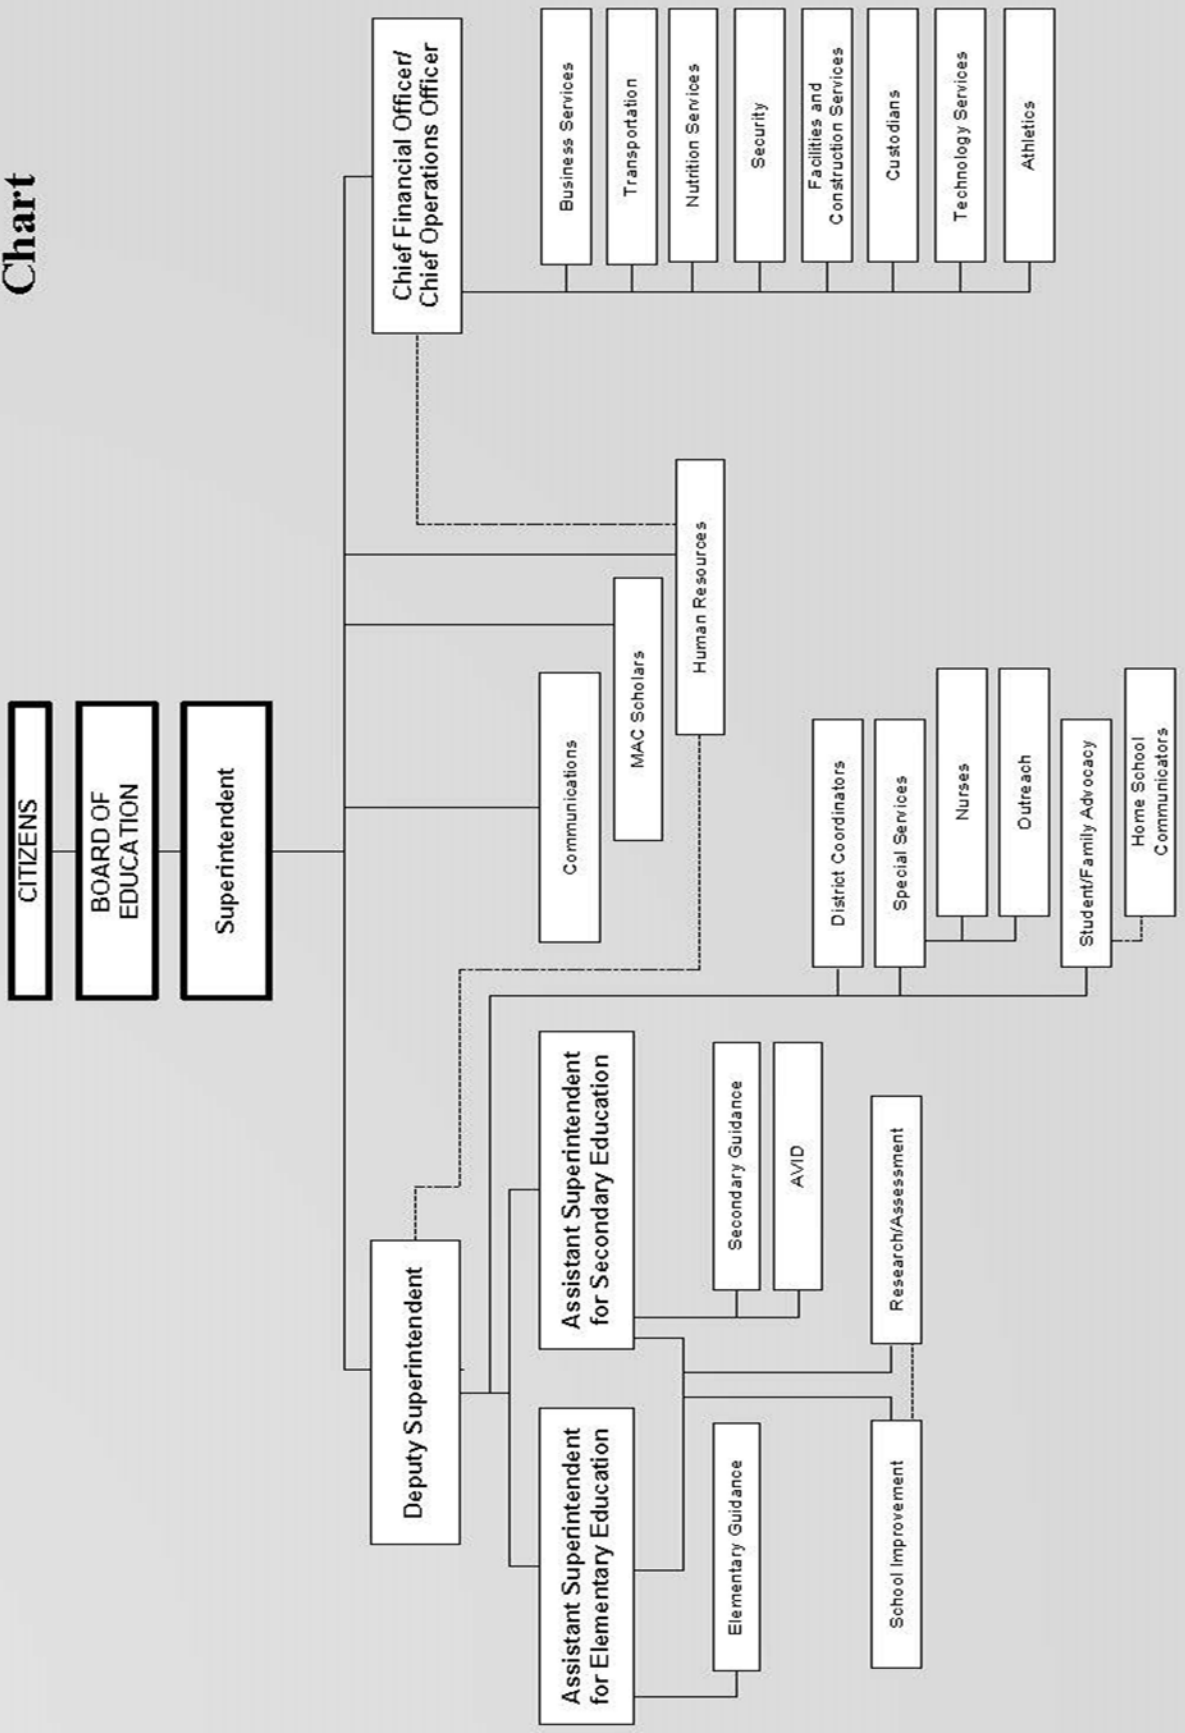 Chart
CITIZENS
BOARD OF
EDUCATION
Superintendent
Deputy Superintendent
Chief Financial Officer/
Chief Operations Officer
Assistant Superintendent
for Elementary Education
Assistant Superintendent
for Secondary Education
Communications
MAC Scholars
Human Resources
Business Services
Transportation
Nutrition Services
Security
Facilities and
Construction Services
Custodians
Technology Services
Athletics
Elementary Guidance
Secondary Guidance
AVID
School Improvement
Research/Assessment
District Coordinators
Special Services
Nurses
Outreach
Student/Family Advocacy
Home School
Communicators